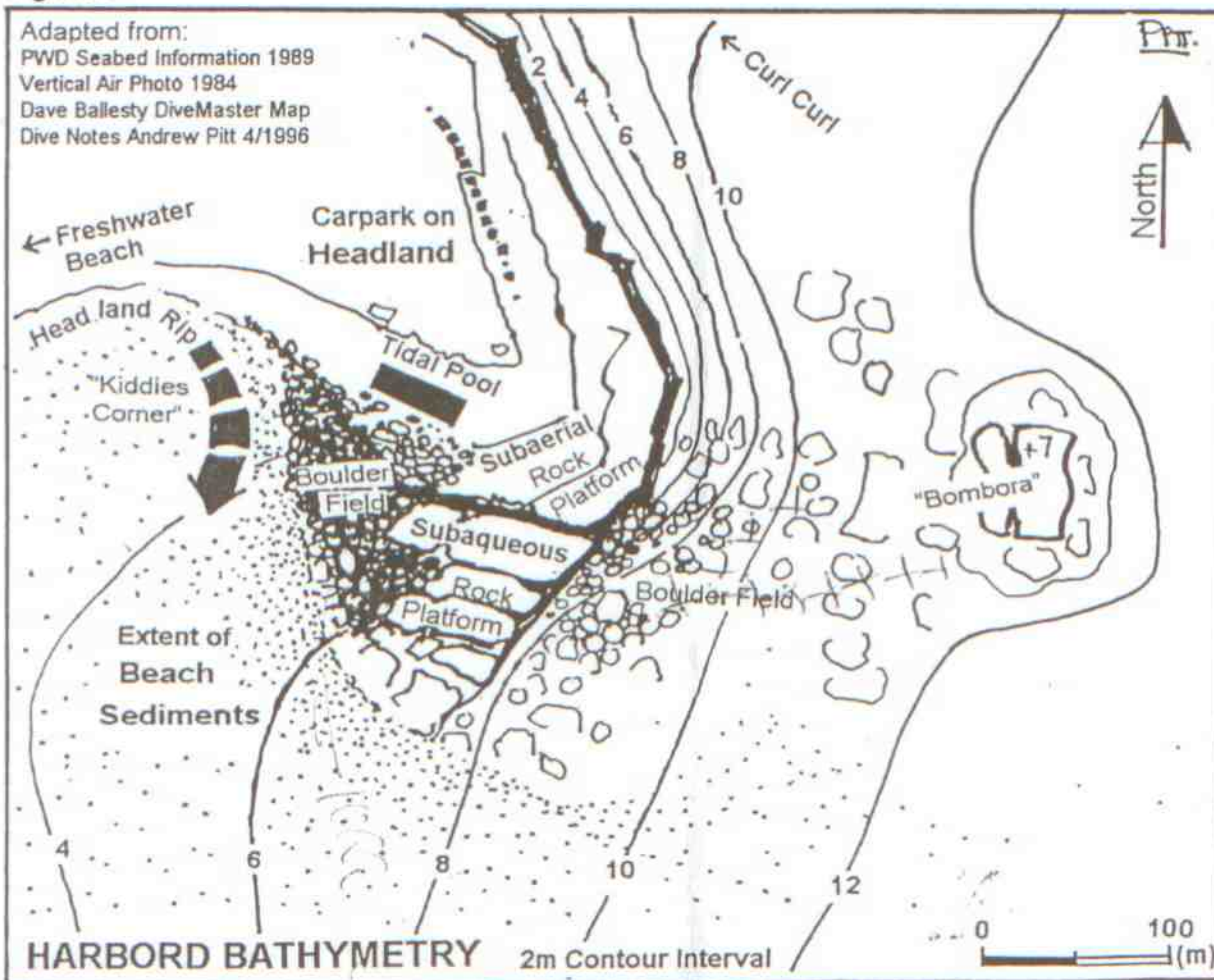 Adapted from:
PWD Seabed Information 1989
Vertical Air Photo 1984
Dave Ballesty DiveMaster Map
Dive Notes Andrew Pitt 4/1996
Pitt.
North
← Curl Curl
2
4
6
8
10
← Freshwater
Beach
Carpark on
Headland
Headland Rip
"Kiddies
Corner"
Tidal Pool
Subaerial
Rock
Platform
Boulder
Field
Subaqueous
Rock
Platform
+7
"Bombora"
Boulder Field
Extent of
Beach
Sediments
4
6
8
10
12
HARBORD BATHYMETRY
2m Contour Interval
0 100
(m)